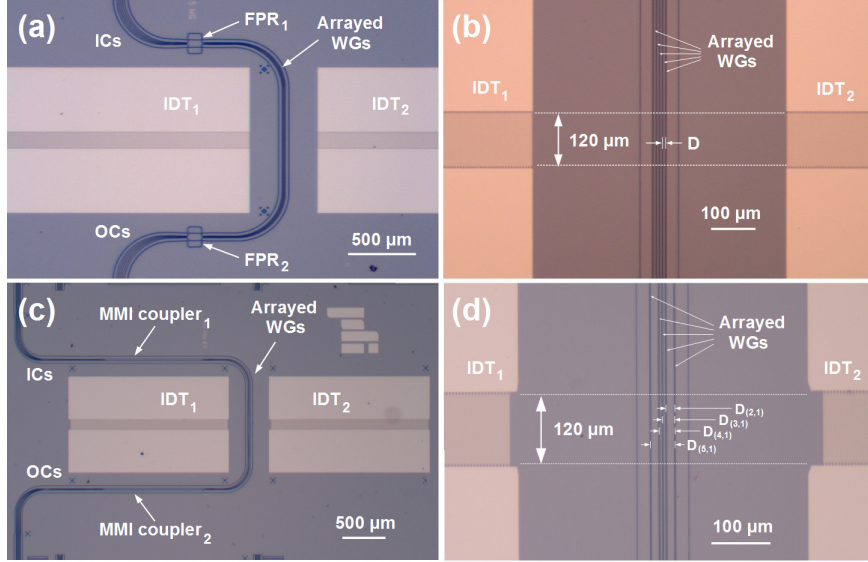 (a)
ICs
FPR1
Arrayed
WGs
IDT1
IDT2
OCs
FPR2
500 µm
(b)
Arrayed
WGs
IDT1
IDT2
120 µm
D
100 µm
(c)
MMI coupler1
Arrayed
WGs
ICs
IDT1
IDT2
OCs
MMI coupler2
500 µm
(d)
Arrayed
WGs
IDT1
IDT2
120 µm
D(2,1)
D(3,1)
D(4,1)
D(5,1)
100 µm